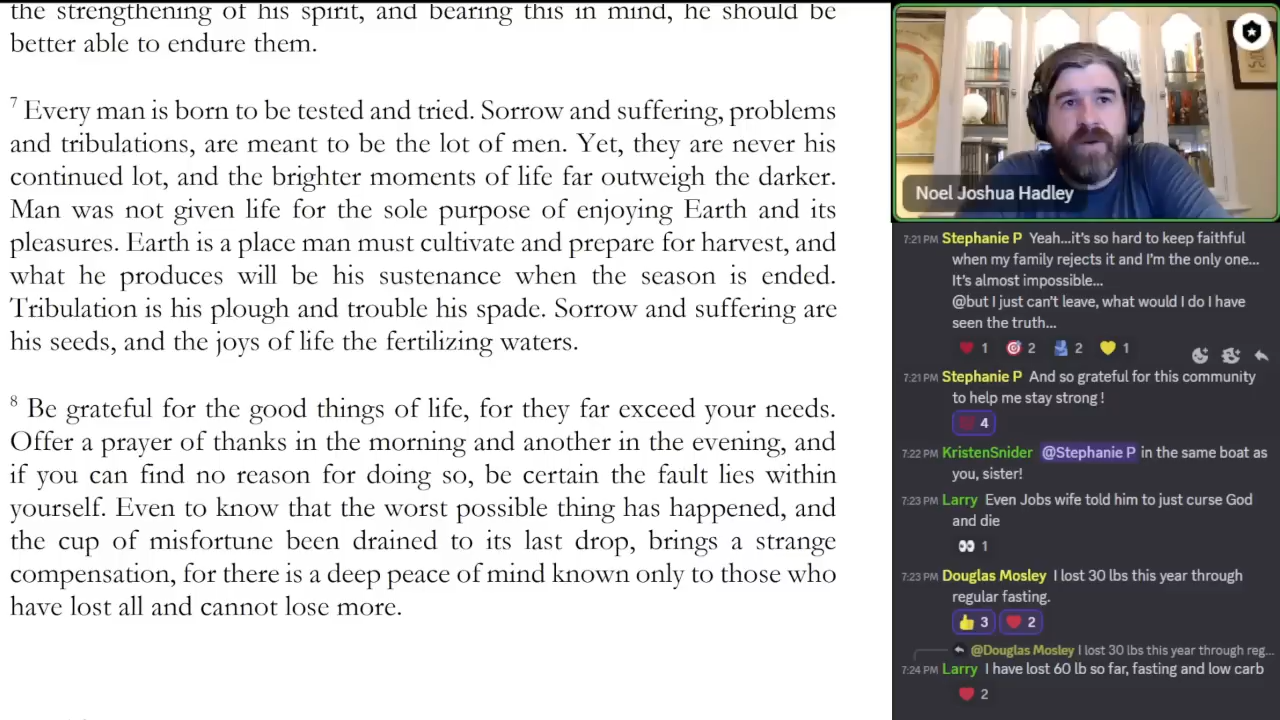 the strengthening of his spirit, and bearing this in mind, he should be
better able to endure them.
7 Every man is born to be tested and tried. Sorrow and suffering, problems
and tribulations, are meant to be the lot of men. Yet, they are never his
continued lot, and the brighter moments of life far outweigh the darker.
Man was not given life for the sole purpose of enjoying Earth and its
pleasures. Earth is a place man must cultivate and prepare for harvest, and
what he produces will be his sustenance when the season is ended.
Tribulation is his plough and trouble his spade. Sorrow and suffering are
his seeds, and the joys of life the fertilizing waters.
8 Be grateful for the good things of life, for they far exceed your needs.
Offer a prayer of thanks in the morning and another in the evening, and
if you can find no reason for doing so, be certain the fault lies within
yourself. Even to know that the worst possible thing has happened, and
the cup of misfortune been drained to its last drop, brings a strange
compensation, for there is a deep peace of mind known only to those who
have lost all and cannot lose more.
Noel Joshua Hadley
7:21 PM Stephanie P Yeah...it's so hard to keep faithful
when my family rejects it and I'm the only one...
It's almost impossible...
@but I just can't leave, what would I do I have
seen the truth...
1 2 2 1
7:21 PM Stephanie P And so grateful for this community
to help me stay strong !
4
7:22 PM KristenSnider @Stephanie P in the same boat as
you, sister!
7:23 PM Larry Even Jobs wife told him to just curse God
and die
1
7:23 PM Douglas Mosley I lost 30 lbs this year through
regular fasting.
3 2
@Douglas Mosley I lost 30 lbs this year through reg...
7:24 PM Larry I have lost 60 lb so far, fasting and low carb
2